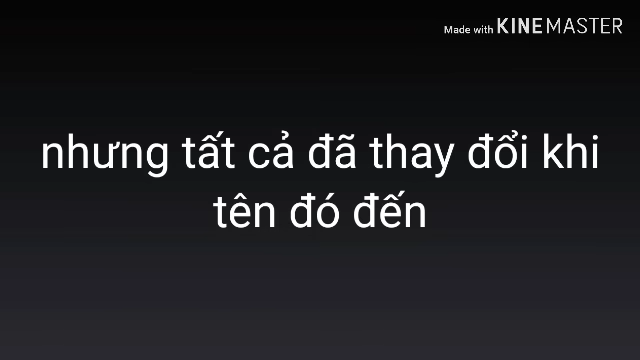 Made with KINEMASTER
nhưng tất cả đã thay đổi khi
tên đó đến